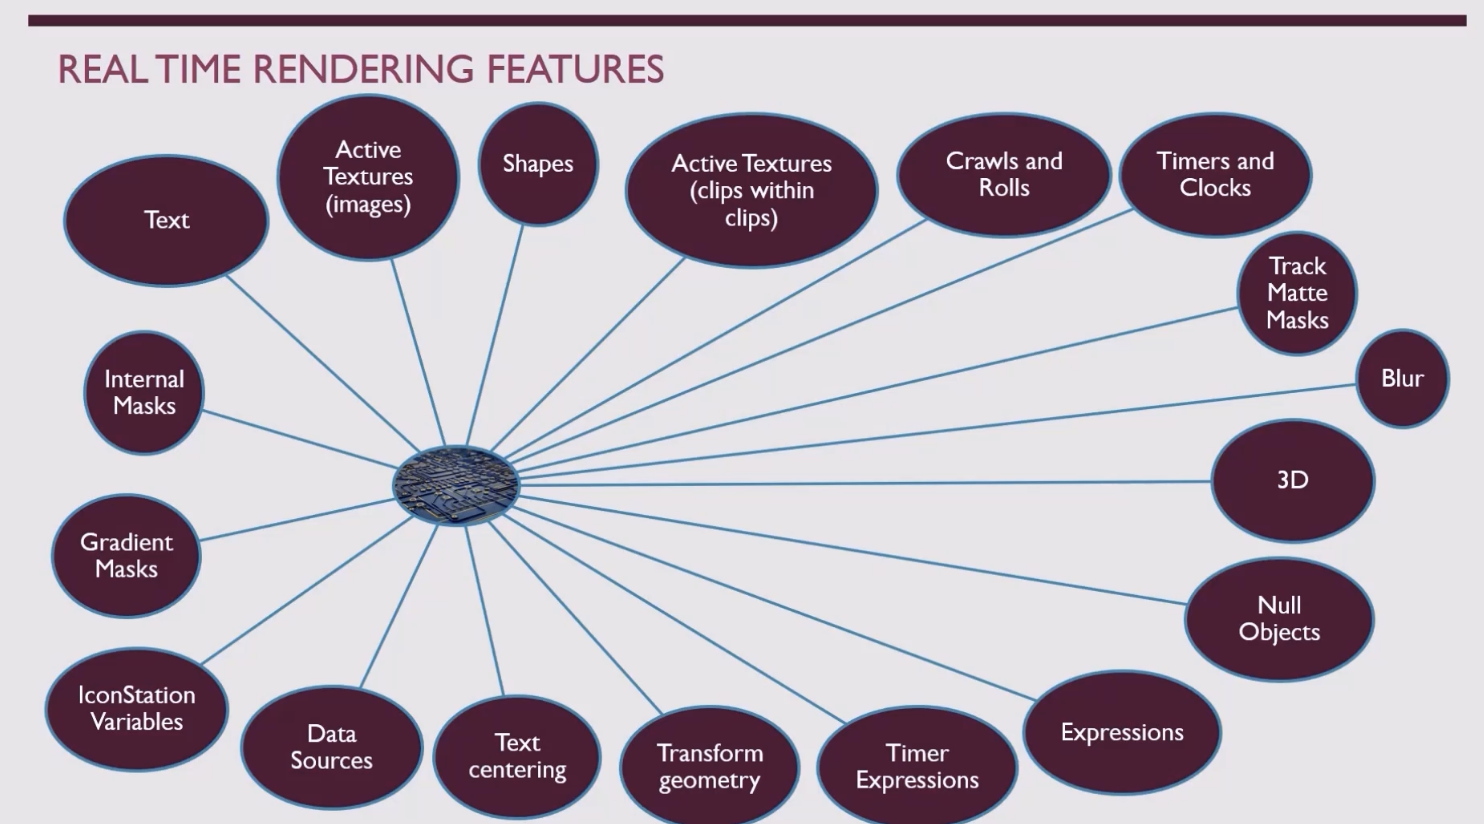 REAL TIME RENDERING FEATURES
Text
Active
Textures
(images)
Shapes
Active Textures
(clips within
clips)
Crawls and
Rolls
Timers and
Clocks
Track
Matte
Masks
Blur
3D
Null
Objects
Expressions
Timer
Expressions
Transform
geometry
Text
centering
Data
Sources
IconStation
Variables
Gradient
Masks
Internal
Masks